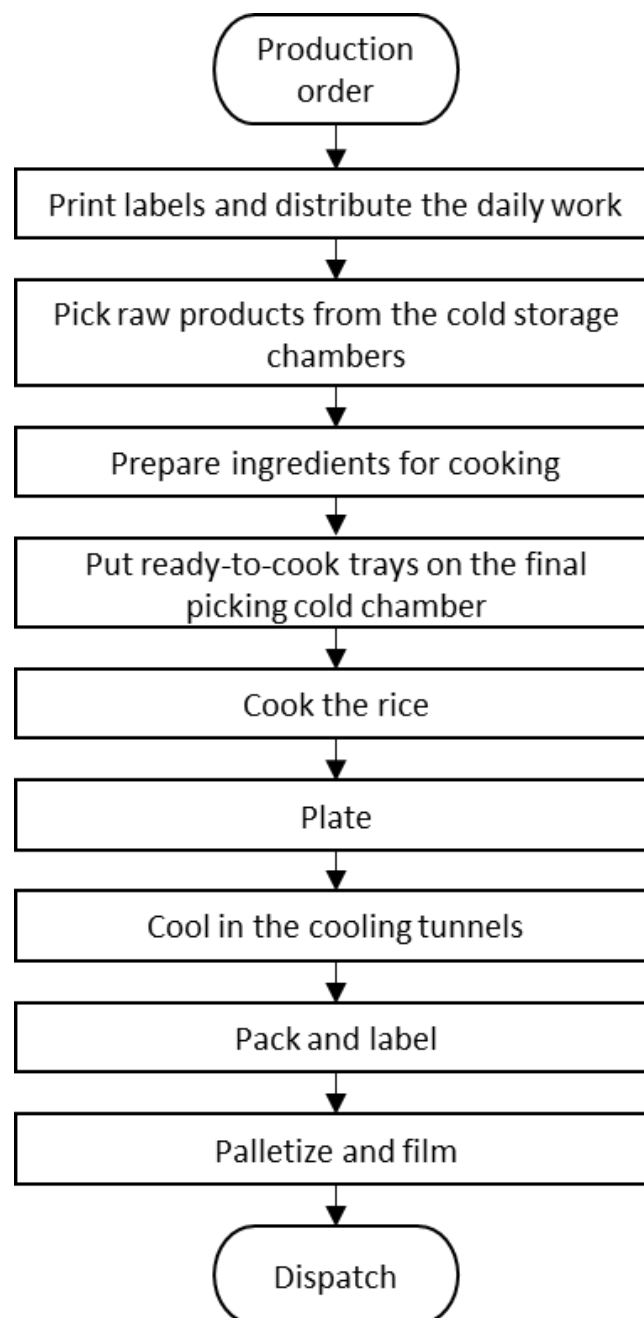 Production
order
Print labels and distribute the daily work
Pick raw products from the cold storage
chambers
Prepare ingredients for cooking
Put ready-to-cook trays on the final
picking cold chamber
Cook the rice
Plate
Cool in the cooling tunnels
Pack and label
Palletize and film
Dispatch